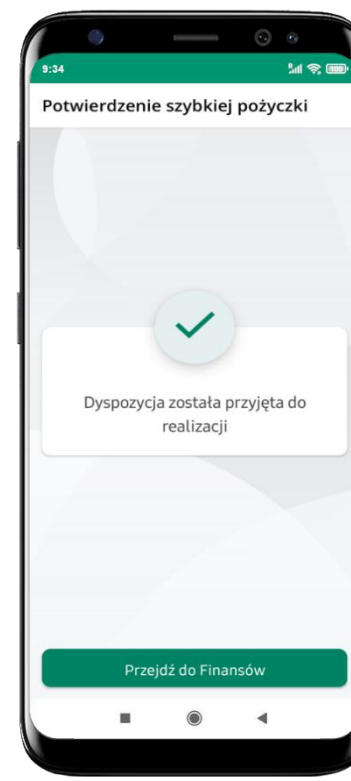 9:34
Potwierdzenie szybkiej pożyczki
Dyspozycja została przyjęta do
realizacji
Przejdź do Finansów